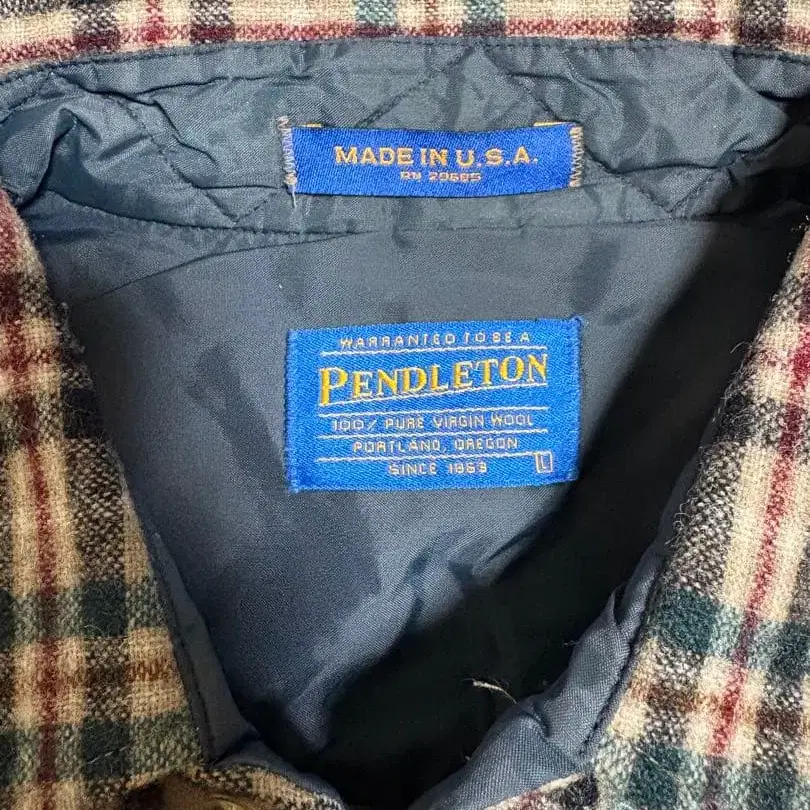 MADE IN U.S.A.
RN 29685
WARRANTED TO BE A
PENDLETON
100% PURE VIRGIN WOOL
PORTLAND, OREGON
SINCE 1863 L